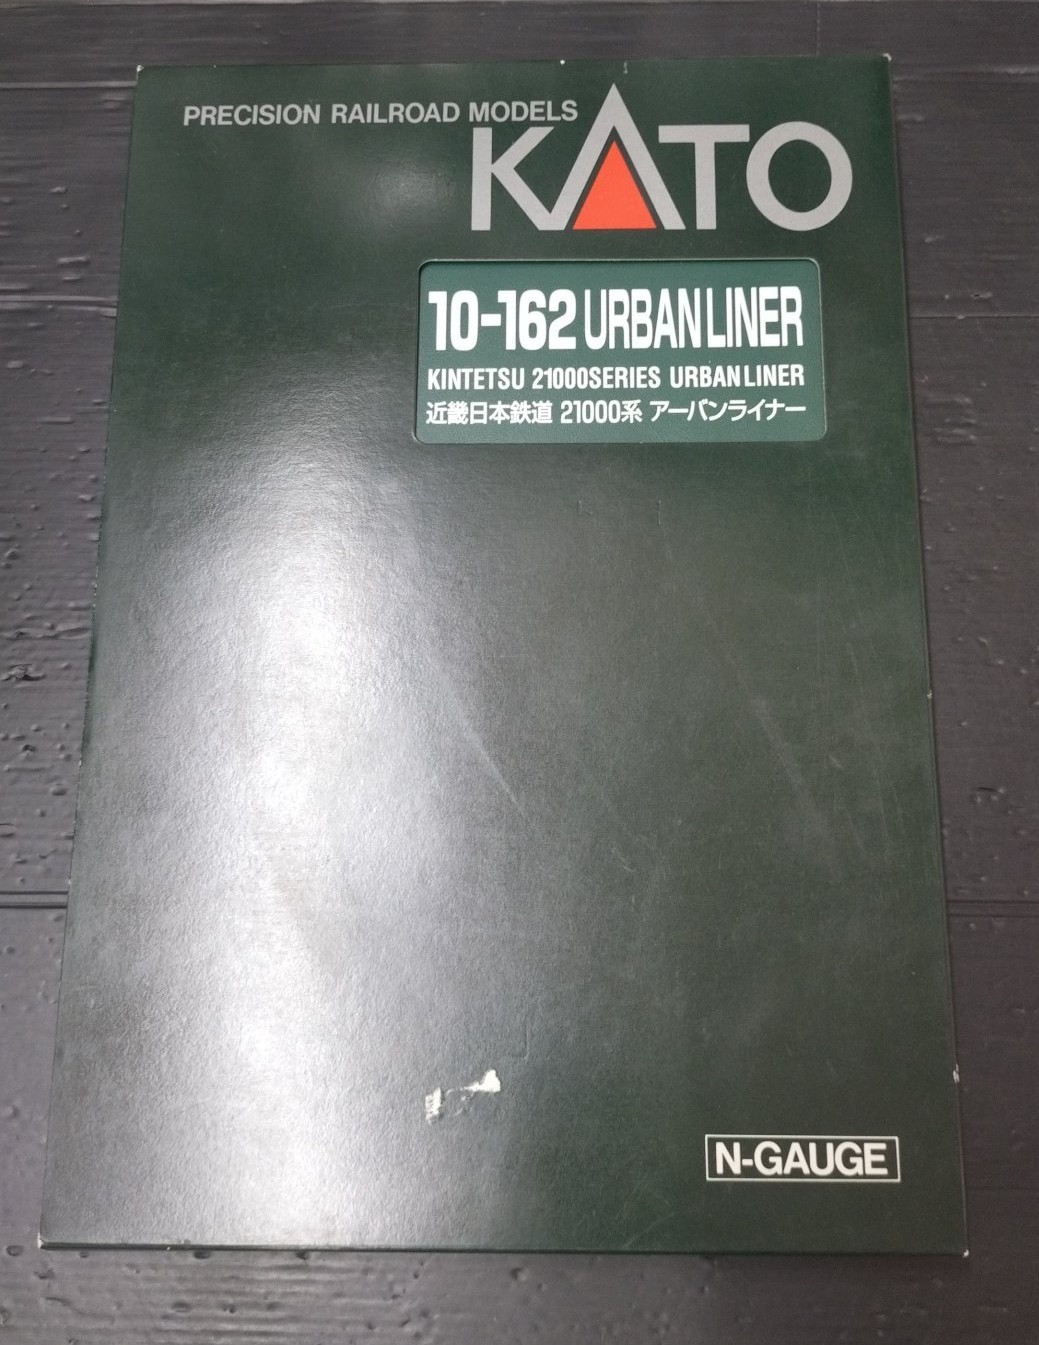 PRECISION RAILROAD MODELS
KATO
10-162 URBAN LINER
KINTETSU 21000SERIES URBAN LINER
近畿日本鉄道 21000系 アーバンライナー
N-GAUGE